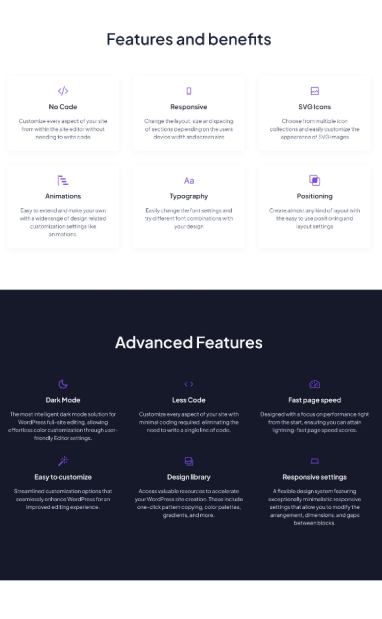 Features and benefits
No Code
Customize every aspect of your site
from within the site editor without
needing to write code.
Responsive
Change the layout, size and spacing
of sections depending on the users
device width and screen size.
SVG Icons
Choose from multiple icon
collections and easily customize the
appearance of SVG images.
Animations
Easy to extend and make your own
with a wide range of design related
customization settings like
animations.
Aa
Typography
Easily change the font settings and
try different font combinations with
your design.
Positioning
Create almost any kind of layout with
the easy to use positioning and
layout settings.
Advanced Features
Dark Mode
The most intelligent dark mode solution for
WordPress full-site editing, allowing
effortless color customization through user-
friendly Editor settings.
Less Code
Customize every aspect of your site with
minimal coding required, eliminating the
need to write a single line of code.
Fast page speed
Designed with a focus on performance right
from the start, ensuring you can attain
lightning-fast page speed scores.
Easy to customize
Streamlined customization options that
seamlessly enhance WordPress for an
improved editing experience.
Design library
Access valuable resources to accelerate
your WordPress site creation. These include
one-click pattern copying, color palettes,
gradients, and more.
Responsive settings
A flexible design system featuring
exceptionally minimalistic responsive
settings that allow you to modify the
arrangement, dimensions, and gaps
between blocks.